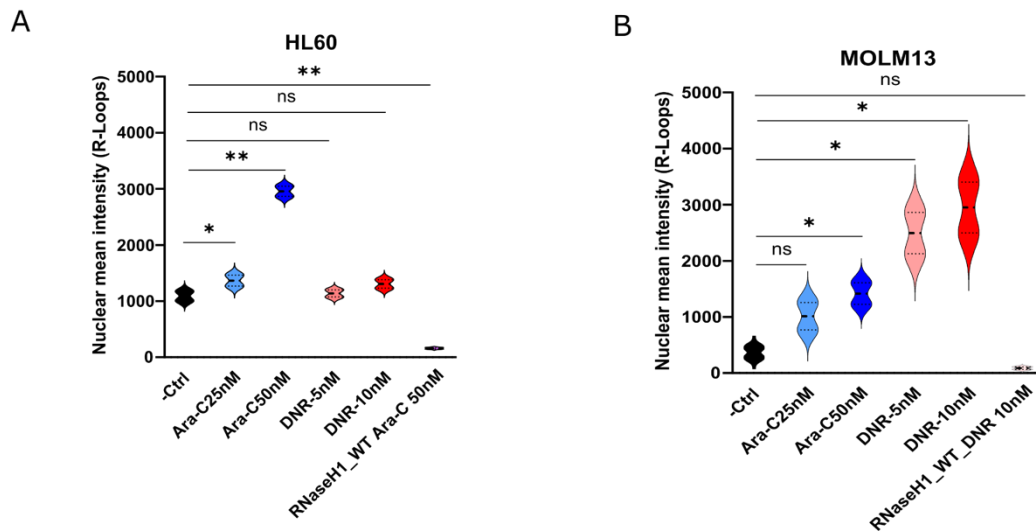 A
HL60
Nuclear mean intensity (R-Loops)
5000
4000
3000
2000
1000
0
**
ns
ns
**
*
-Ctrl
Ara-C25nM
Ara-C50nM
DNR-5nM
DNR-10nM
RNaseH1_WT Ara-C 50nM
B
MOLM13
Nuclear mean intensity (R-Loops)
5000
4000
3000
2000
1000
0
ns
*
*
*
ns
-Ctrl
Ara-C25nM
Ara-C50nM
DNR-5nM
DNR-10nM
RNaseH1_WT_DNR 10nM